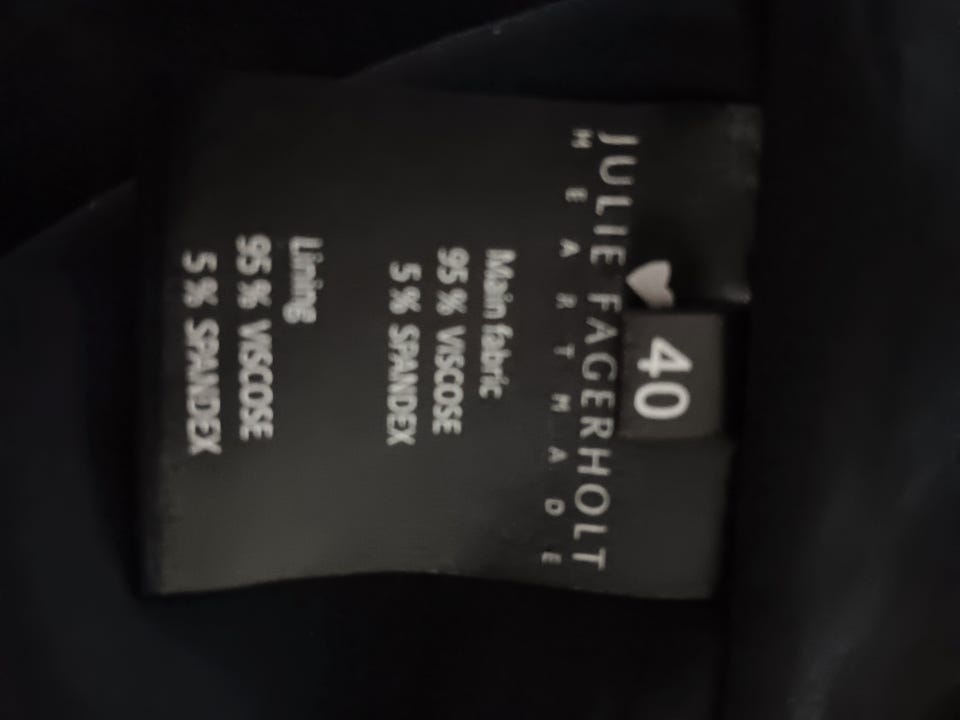 40
JULIE FAGERHOLT
HEARTMADE
Main fabric
95 % VISCOSE
5 % SPANDEX
Lining
95 % VISCOSE
5 % SPANDEX